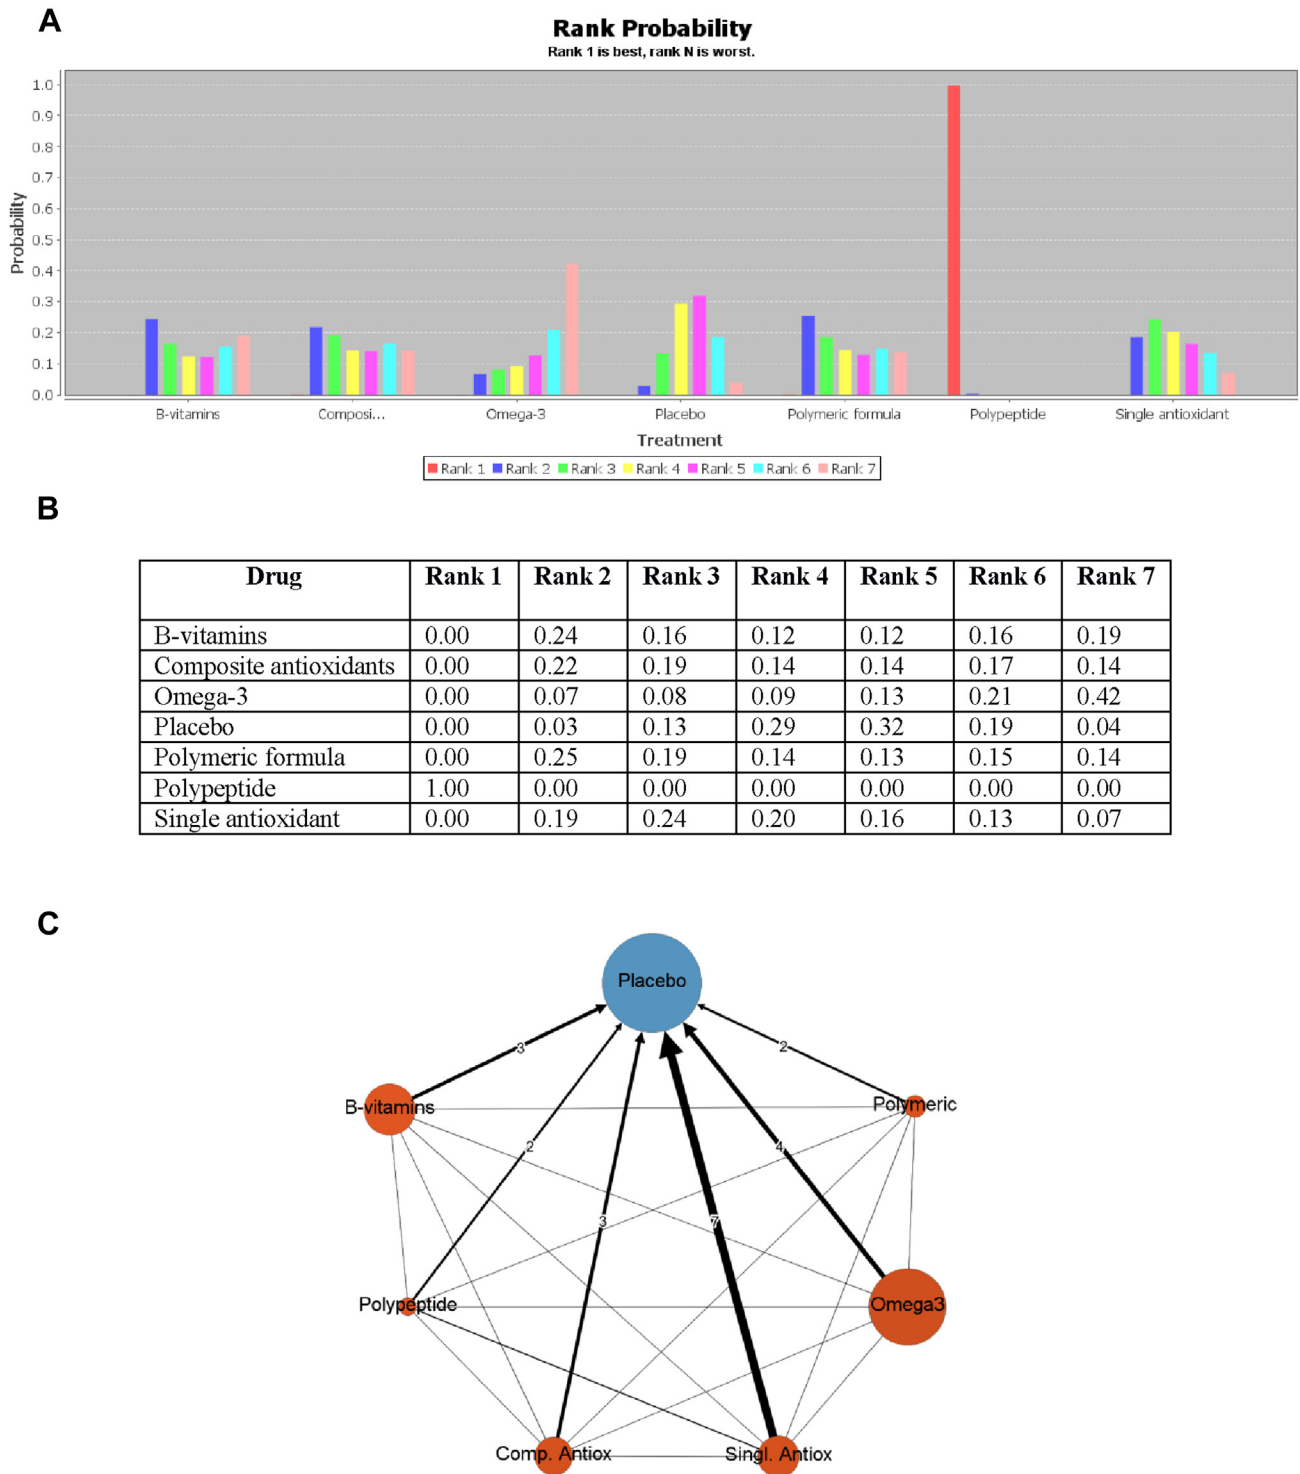 A
Rank Probability
Rank 1 is best, rank N is worst.
1.0
0.9
0.8
0.7
0.6
0.5
0.4
0.3
0.2
0.1
0.0
Probability
B-vitamins Composi... Omega-3 Placebo Polymeric formula Polypeptide Single antioxidant
Treatment
Rank 1 Rank 2 Rank 3 Rank 4 Rank 5 Rank 6 Rank 7
B
Drug Rank 1 Rank 2 Rank 3 Rank 4 Rank 5 Rank 6 Rank 7
B-vitamins 0.00 0.24 0.16 0.12 0.12 0.16 0.19
Composite antioxidants 0.00 0.22 0.19 0.14 0.14 0.17 0.14
Omega-3 0.00 0.07 0.08 0.09 0.13 0.21 0.42
Placebo 0.00 0.03 0.13 0.29 0.32 0.19 0.04
Polymeric formula 0.00 0.25 0.19 0.14 0.13 0.15 0.14
Polypeptide 1.00 0.00 0.00 0.00 0.00 0.00 0.00
Single antioxidant 0.00 0.19 0.24 0.20 0.16 0.13 0.07
C
Placebo
3 2
B-vitamins Polymeric
2 4
3 7
Polypeptide Omega3
Comp. Antiox Singl. Antiox